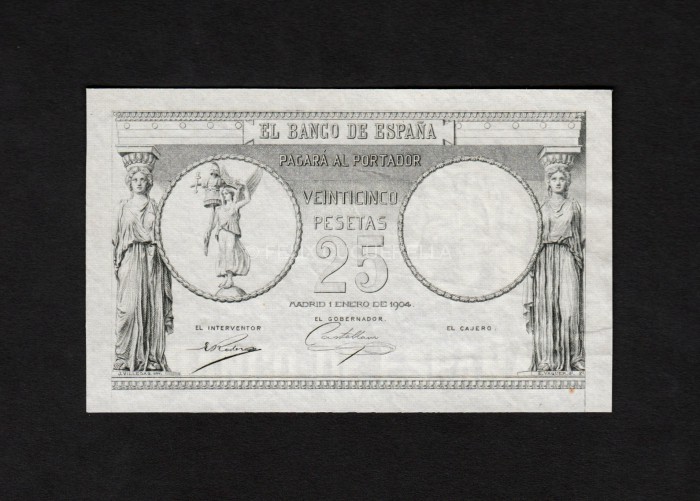 EL BANCO DE ESPAÑA
PAGARÁ AL PORTADOR
VEINTICINCO
PESETAS
25
MADRID 1 ENERO DE 1904.
EL GOBERNADOR.
EL INTERVENTOR
EL CAJERO.